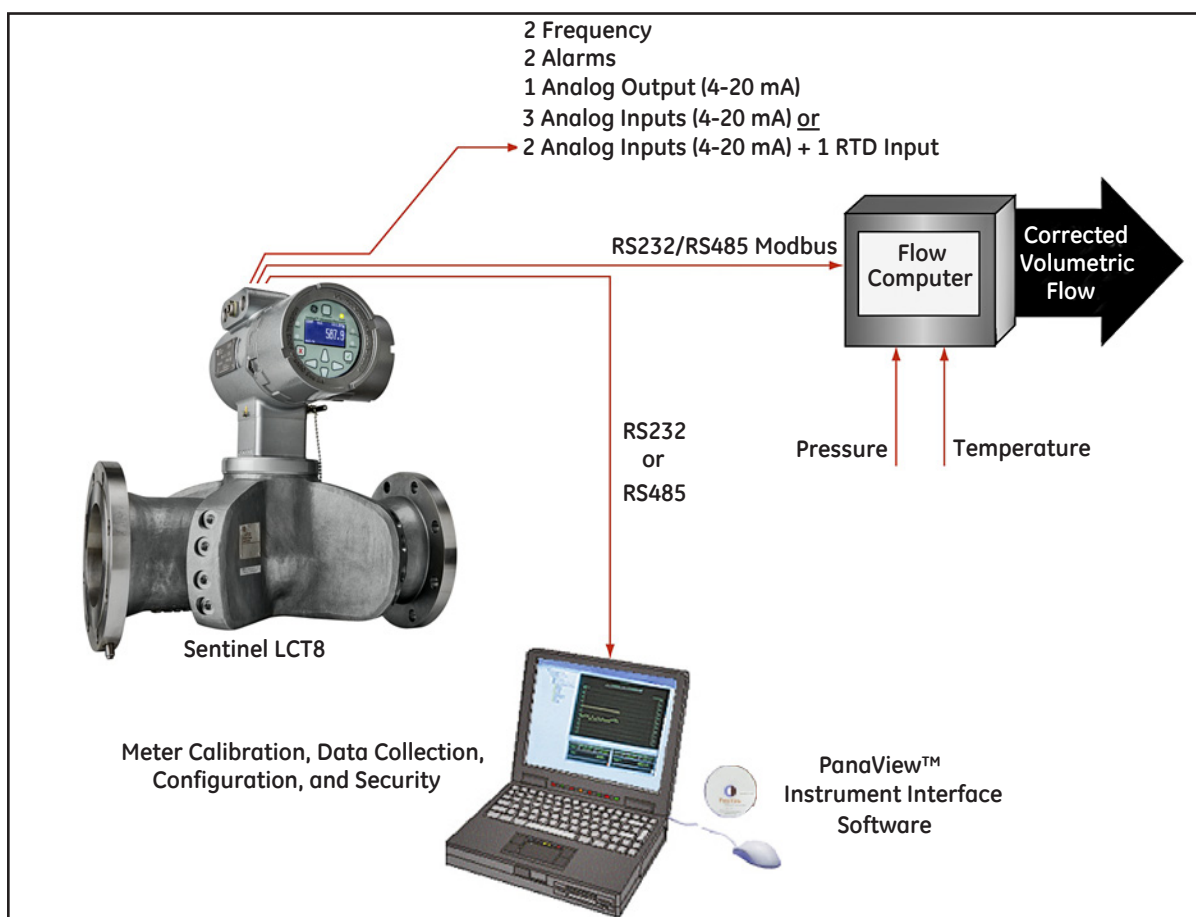 2 Frequency
2 Alarms
1 Analog Output (4-20 mA)
3 Analog Inputs (4-20 mA) or
2 Analog Inputs (4-20 mA) + 1 RTD Input
RS232/RS485 Modbus
Flow
Computer
Corrected
Volumetric
Flow
587.9
RS232
or
RS485
Pressure
Temperature
Sentinel LCT8
Meter Calibration, Data Collection,
Configuration, and Security
PanaView™
Instrument Interface
Software